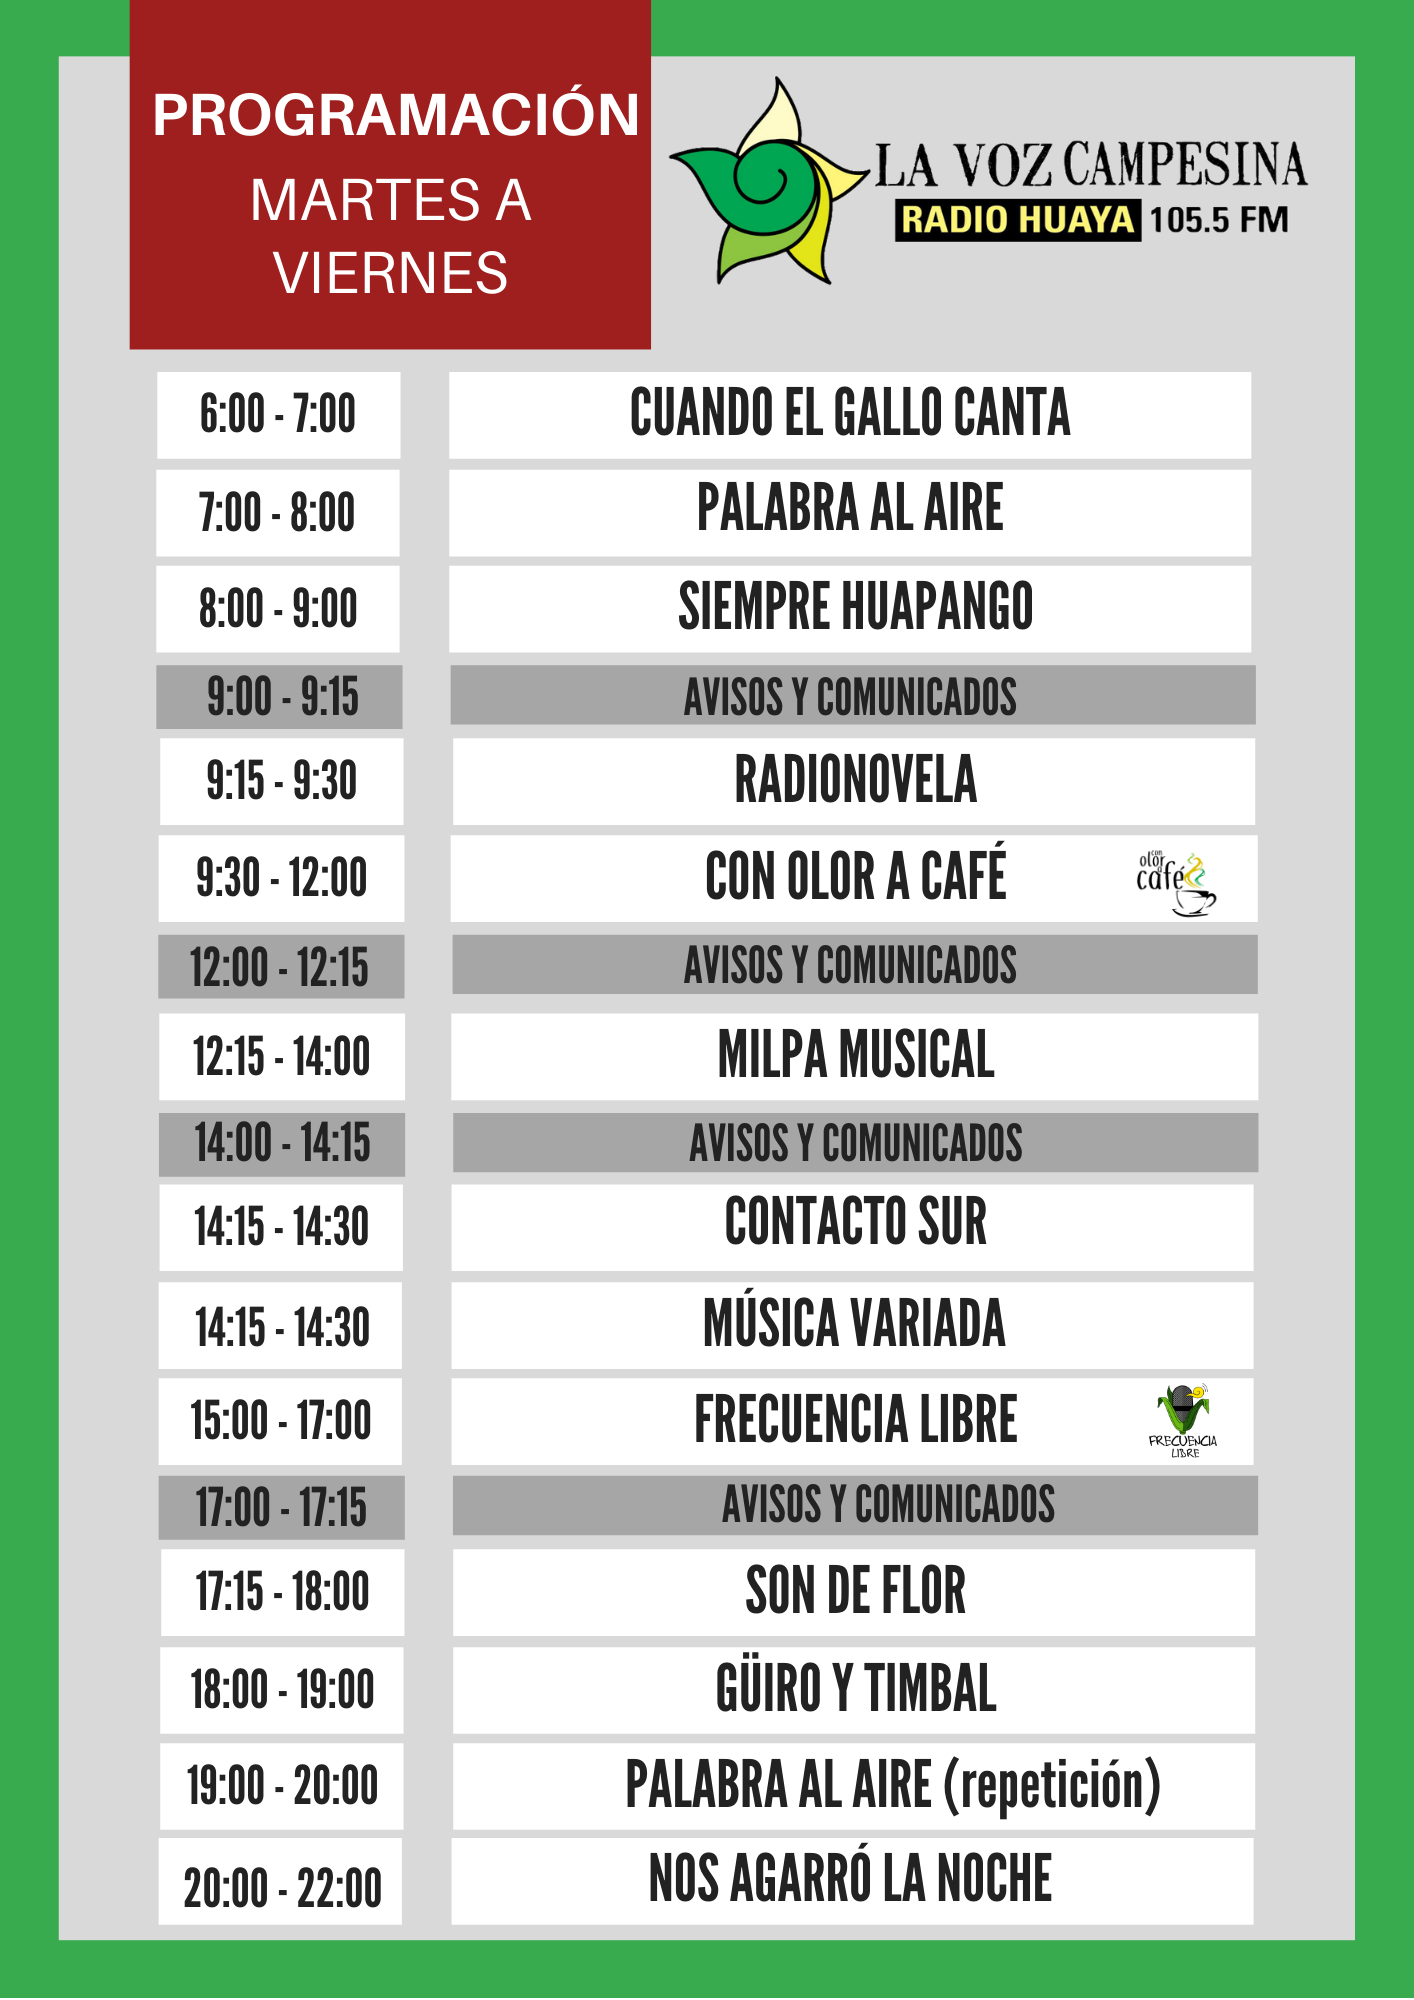 PROGRAMACIÓN
MARTES A
VIERNES
LA VOZ CAMPESINA
RADIO HUAYA 105.5 FM
6:00 - 7:00 CUANDO EL GALLO CANTA
7:00 - 8:00 PALABRA AL AIRE
8:00 - 9:00 SIEMPRE HUAPANGO
9:00 - 9:15 AVISOS Y COMUNICADOS
9:15 - 9:30 RADIONOVELA
9:30 - 12:00 CON OLOR A CAFÉ
con
olor
a
café
12:00 - 12:15 AVISOS Y COMUNICADOS
12:15 - 14:00 MILPA MUSICAL
14:00 - 14:15 AVISOS Y COMUNICADOS
14:15 - 14:30 CONTACTO SUR
14:15 - 14:30 MÚSICA VARIADA
15:00 - 17:00 FRECUENCIA LIBRE
FRECUENCIA
LIBRE
17:00 - 17:15 AVISOS Y COMUNICADOS
17:15 - 18:00 SON DE FLOR
18:00 - 19:00 GÜIRO Y TIMBAL
19:00 - 20:00 PALABRA AL AIRE (repetición)
20:00 - 22:00 NOS AGARRÓ LA NOCHE